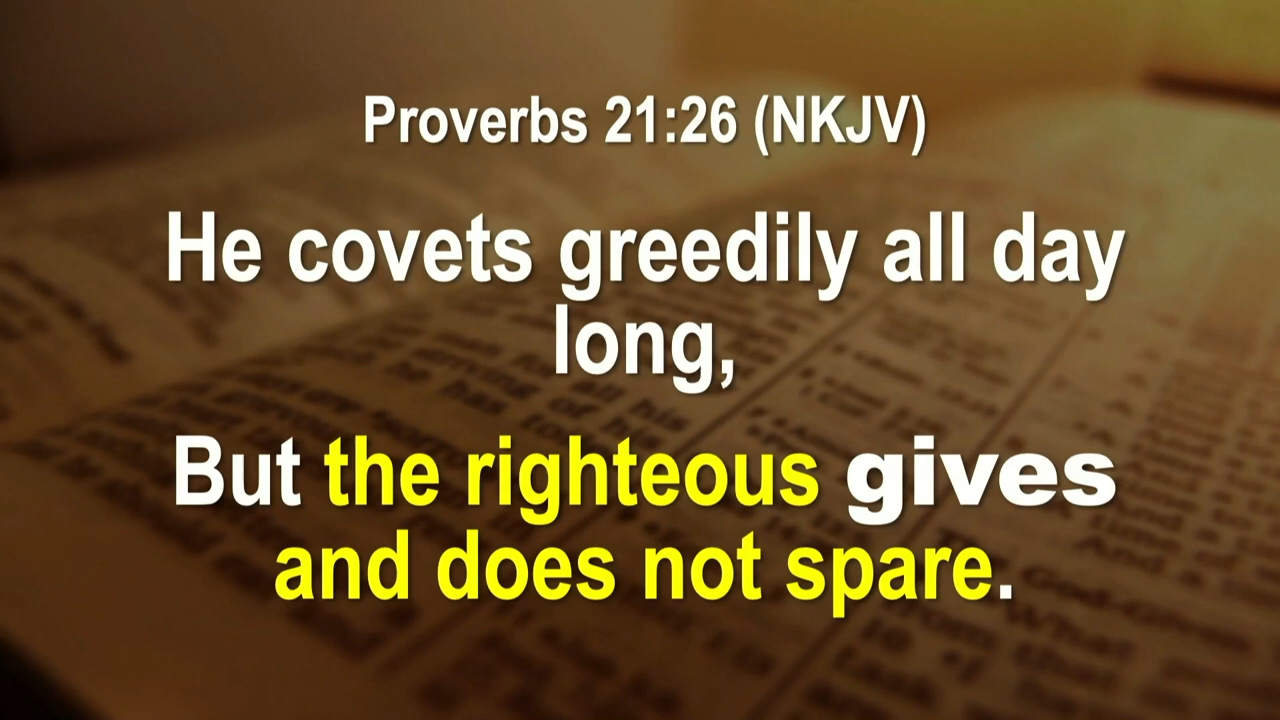 Proverbs 21:26 (NKJV)
He covets greedily all day
long,
But the righteous gives
and does not spare.